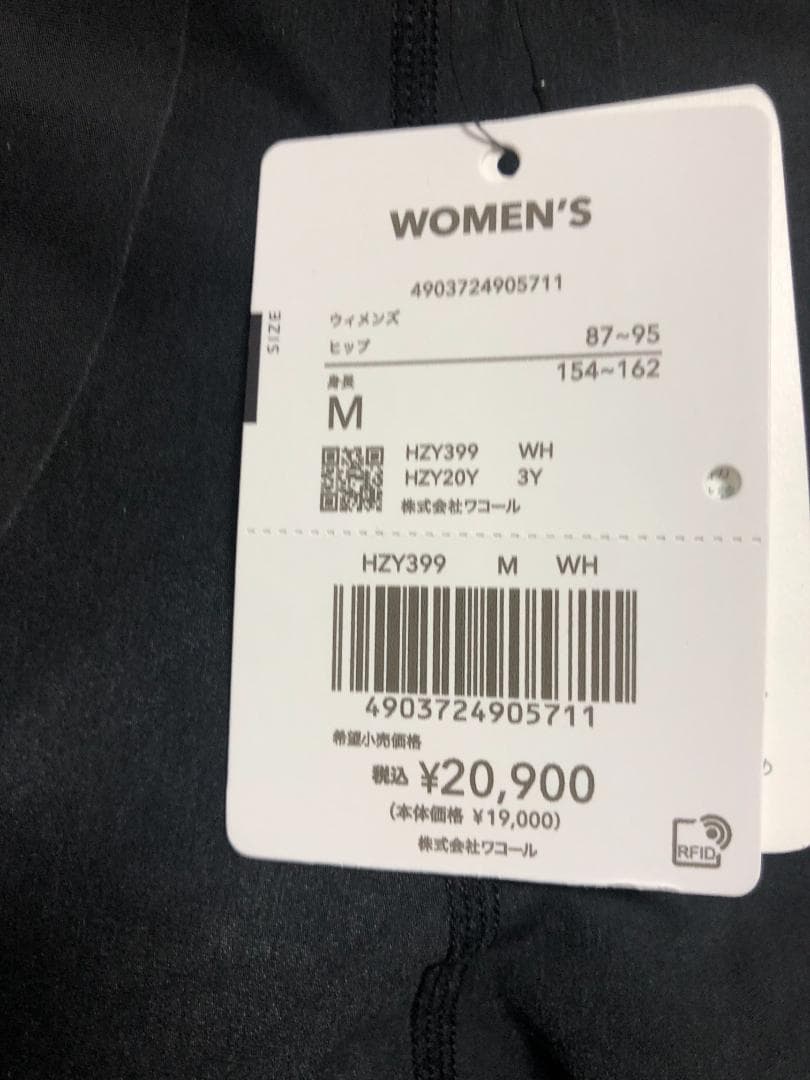 WOMEN'S
4903724905711
SIZE
ウィメンズ
ヒップ 87~95
身長 154~162
M
HZY399 WH
HZY20Y 3Y
株式会社ワコール
HZY399 M WH
4903724905711
希望小売価格
税込 ¥20,900
(本体価格 ¥19,000)
株式会社ワコール
RFID